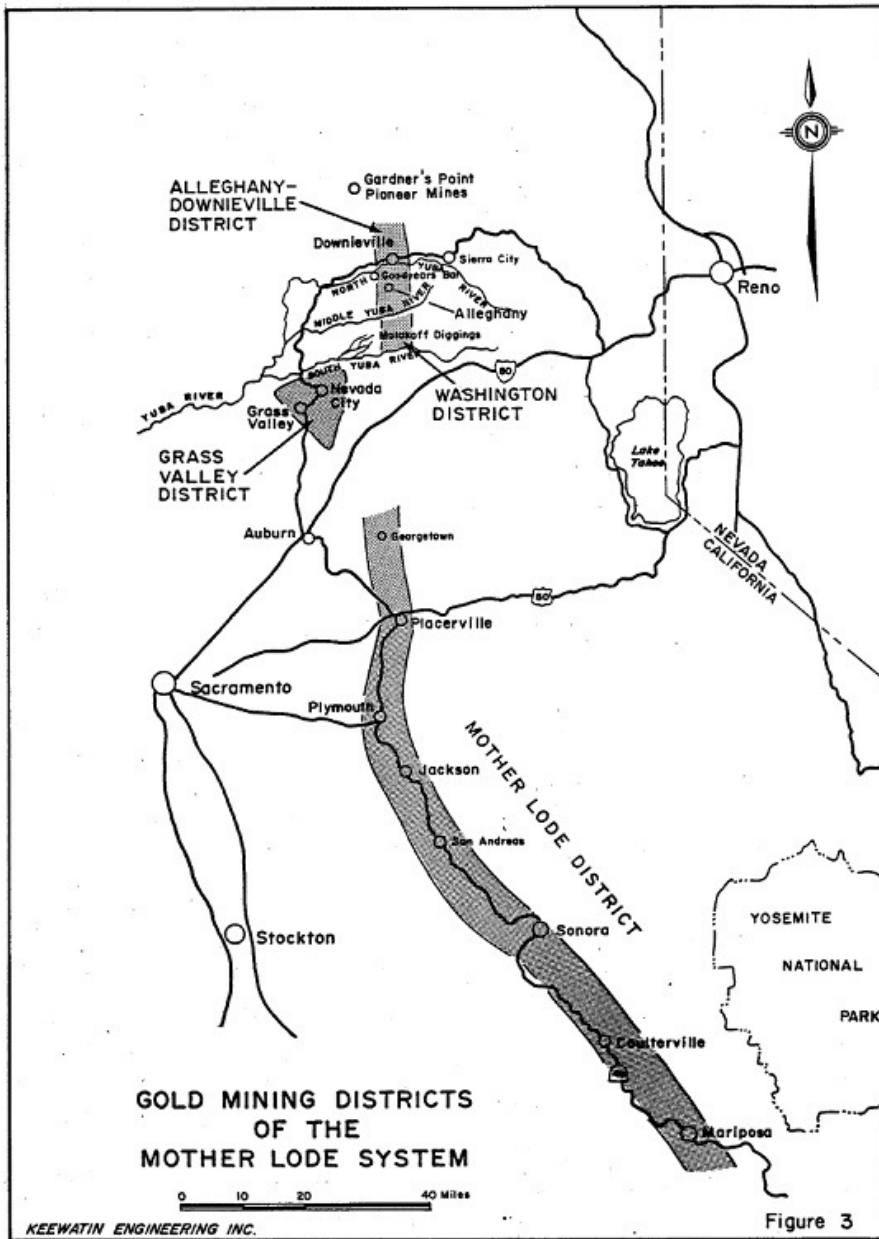 N
ALLEGHANY-
DOWNIEVILLE
DISTRICT
Gardner's Point
Pioneer Mines
Downieville
Sierra City
Goodyears Bar
NORTH
YUBA
RIVER
Reno
Alleghany
MIDDLE YUBA RIVER
Malakoff Diggings
SOUTH YUBA RIVER
80
YUBA RIVER
Nevada
City
Grass
Valley
WASHINGTON
DISTRICT
GRASS
VALLEY
DISTRICT
Lake
Tahoe
Auburn
Georgetown
NEVADA
CALIFORNIA
50
Placerville
Sacramento
Plymouth
Jackson
MOTHER LODE DISTRICT
San Andreas
Stockton
Sonora
YOSEMITE
NATIONAL
PARK
Coulterville
Mariposa
GOLD MINING DISTRICTS
OF THE
MOTHER LODE SYSTEM
0 10 20 40 Miles
KEEWATIN ENGINEERING INC.
Figure 3